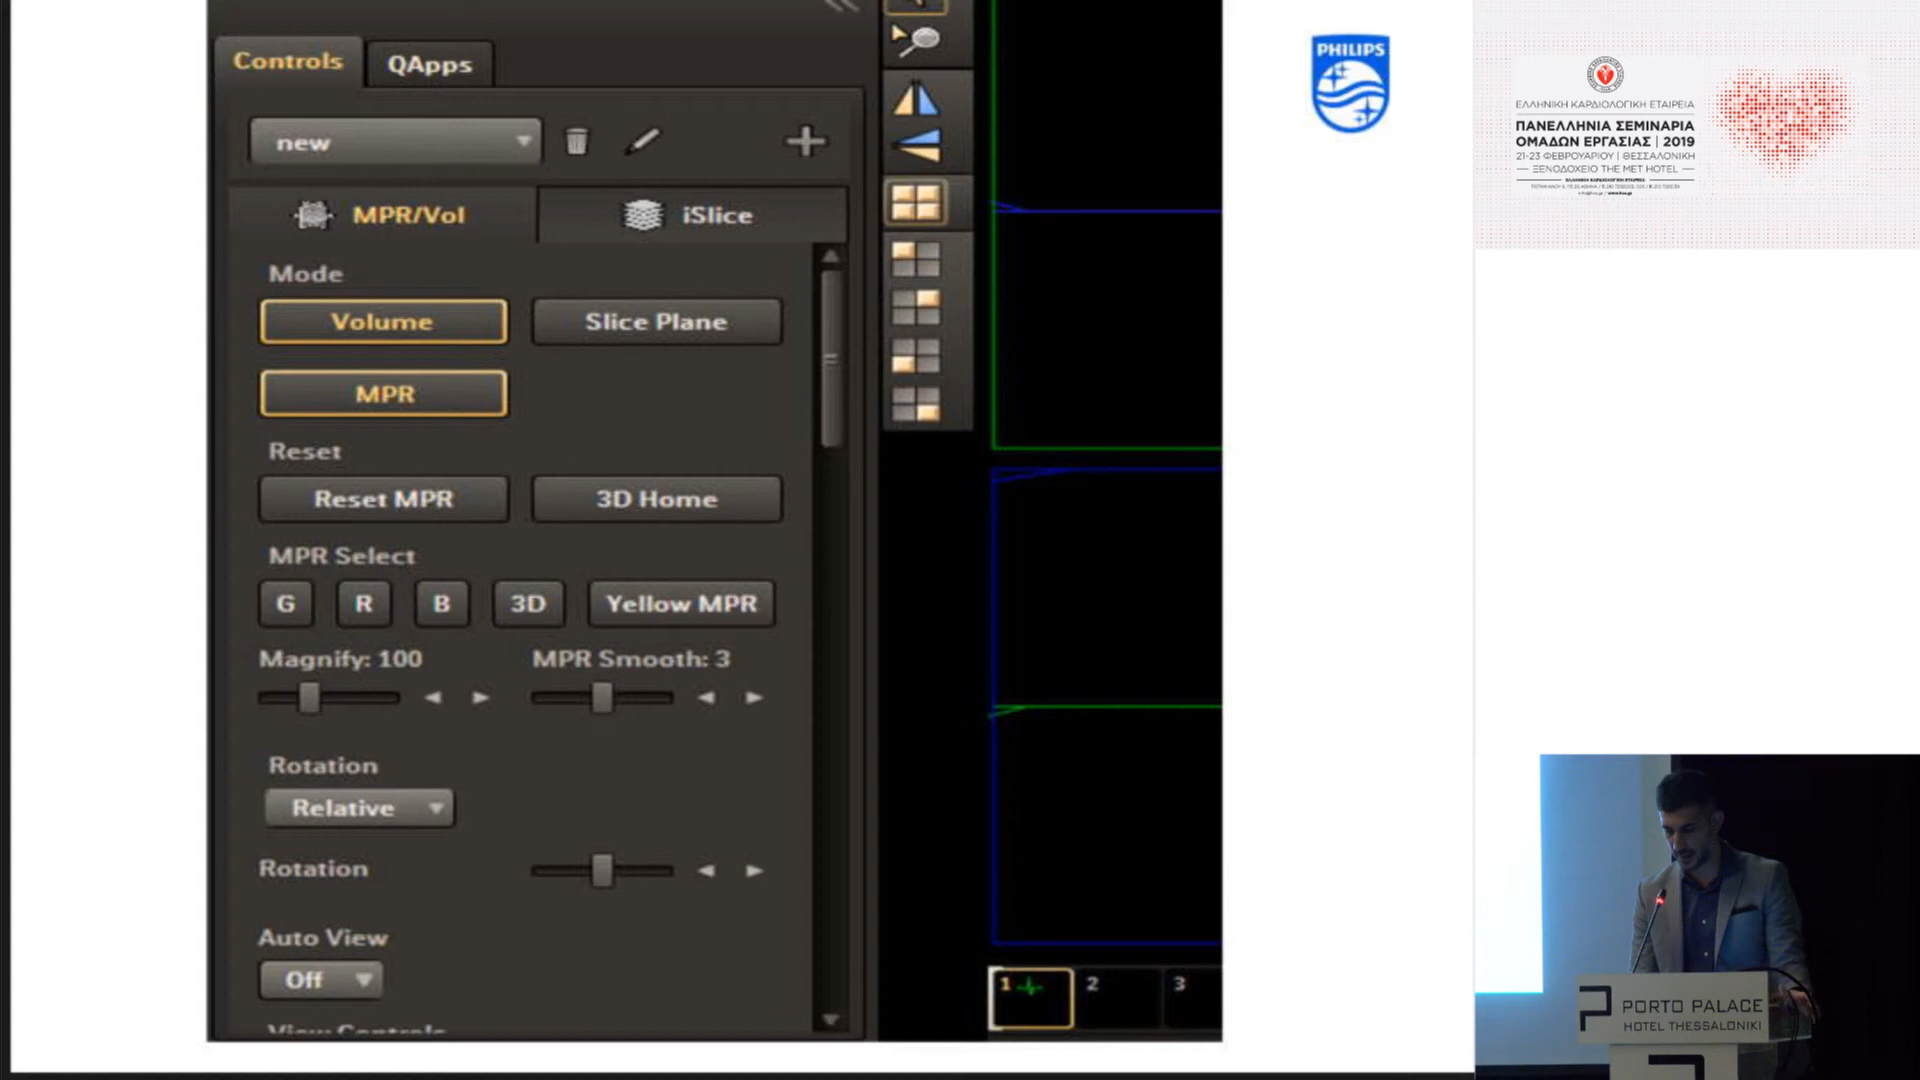 Controls
QApps
new
MPR/Vol
iSlice
Mode
Volume
Slice Plane
MPR
Reset
Reset MPR
3D Home
MPR Select
G
R
B
3D
Yellow MPR
Magnify: 100
MPR Smooth: 3
Rotation
Relative
Rotation
Auto View
Off
View Controls
1
2
3
PHILIPS
ΕΛΛΗΝΙΚΗ ΚΑΡΔΙΟΛΟΓΙΚΗ ΕΤΑΙΡΕΙΑ
ΠΑΝΕΛΛΗΝΙΑ ΣΕΜΙΝΑΡΙΑ
ΟΜΑΔΩΝ ΕΡΓΑΣΙΑΣ | 2019
21-23 ΦΕΒΡΟΥΑΡΙΟΥ | ΘΕΣΣΑΛΟΝΙΚΗ
ΞΕΝΟΔΟΧΕΙΟ THE MET HOTEL
PORTO PALACE
HOTEL THESSALONIKI